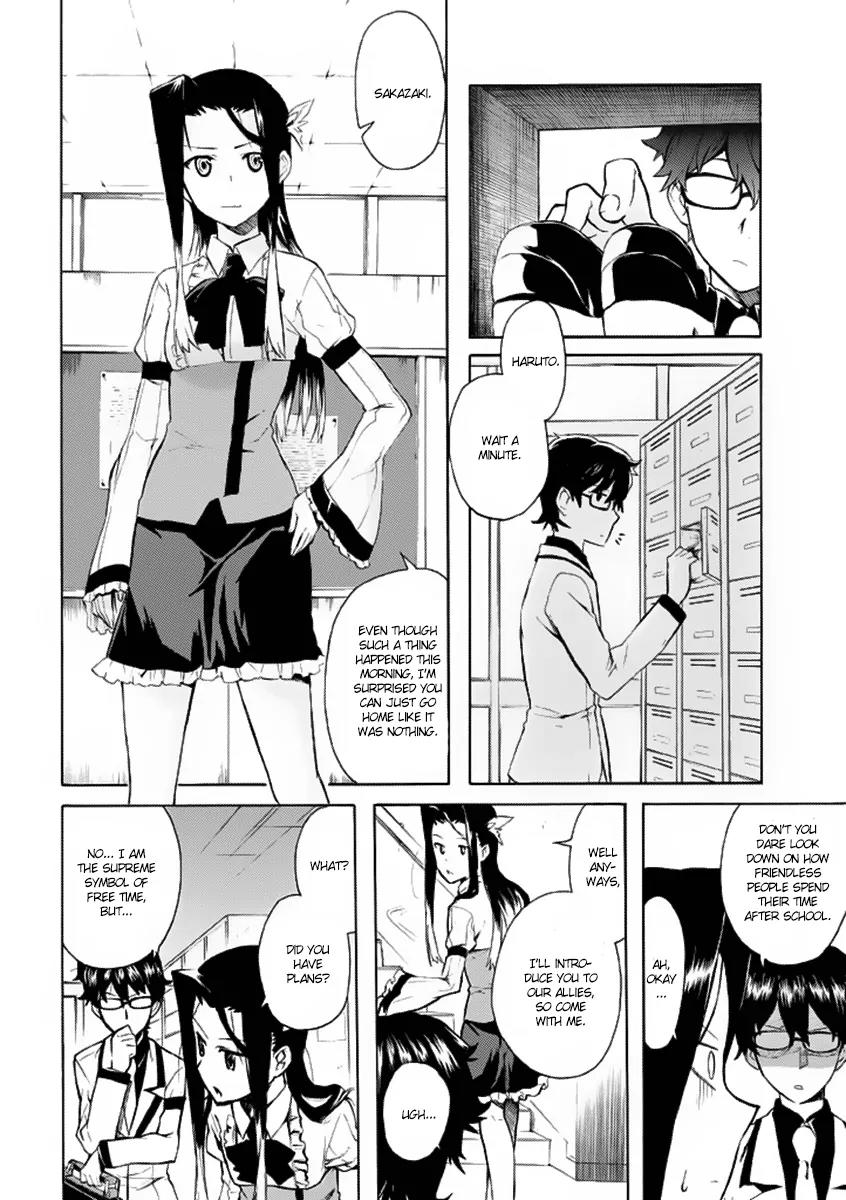 HARUTO.
WAIT A
MINUTE.
SAKAZAKI.
EVEN THOUGH
SUCH A THING
HAPPENED THIS
MORNING, I'M
SURPRISED YOU
CAN JUST GO
HOME LIKE IT
WAS NOTHING.
DON'T YOU
DARE LOOK
DOWN ON HOW
FRIENDLESS
PEOPLE SPEND
THEIR TIME
AFTER SCHOOL.
AH,
OKAY
...
WELL
ANY-
WAYS,
I'LL INTRO-
DUCE YOU TO
OUR ALLIES,
SO COME
WITH ME.
UGH...
WHAT?
DID YOU
HAVE
PLANS?
NO... I AM
THE SUPREME
SYMBOL OF
FREE TIME,
BUT...